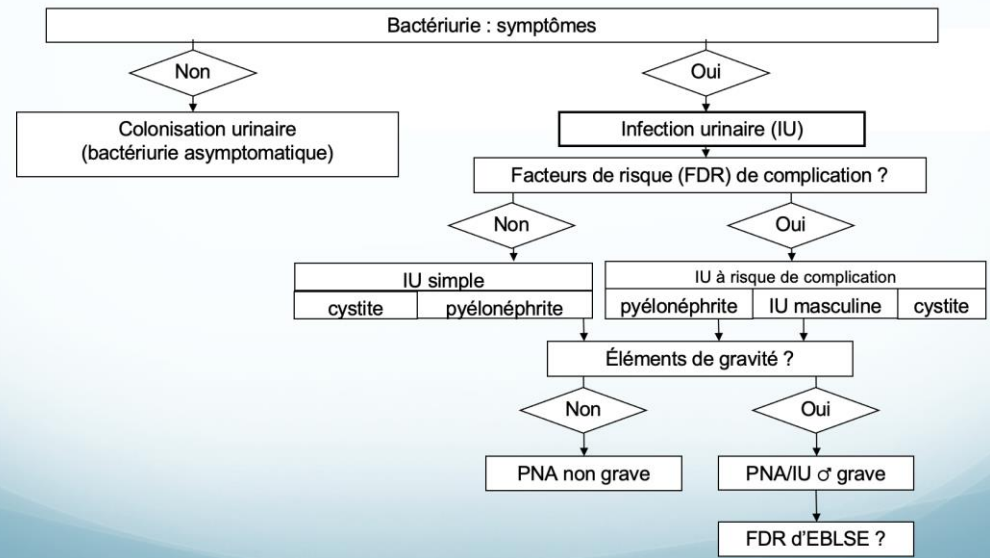 Bactériurie : symptômes
Non
Oui
Colonisation urinaire
(bactériurie asymptomatique)
Infection urinaire (IU)
Facteurs de risque (FDR) de complication ?
Non
Oui
IU simple
cystite
pyélonéphrite
IU à risque de complication
pyélonéphrite
IU masculine
cystite
Éléments de gravité ?
Non
Oui
PNA non grave
PNA/IU ♂ grave
FDR d'EBLSE ?